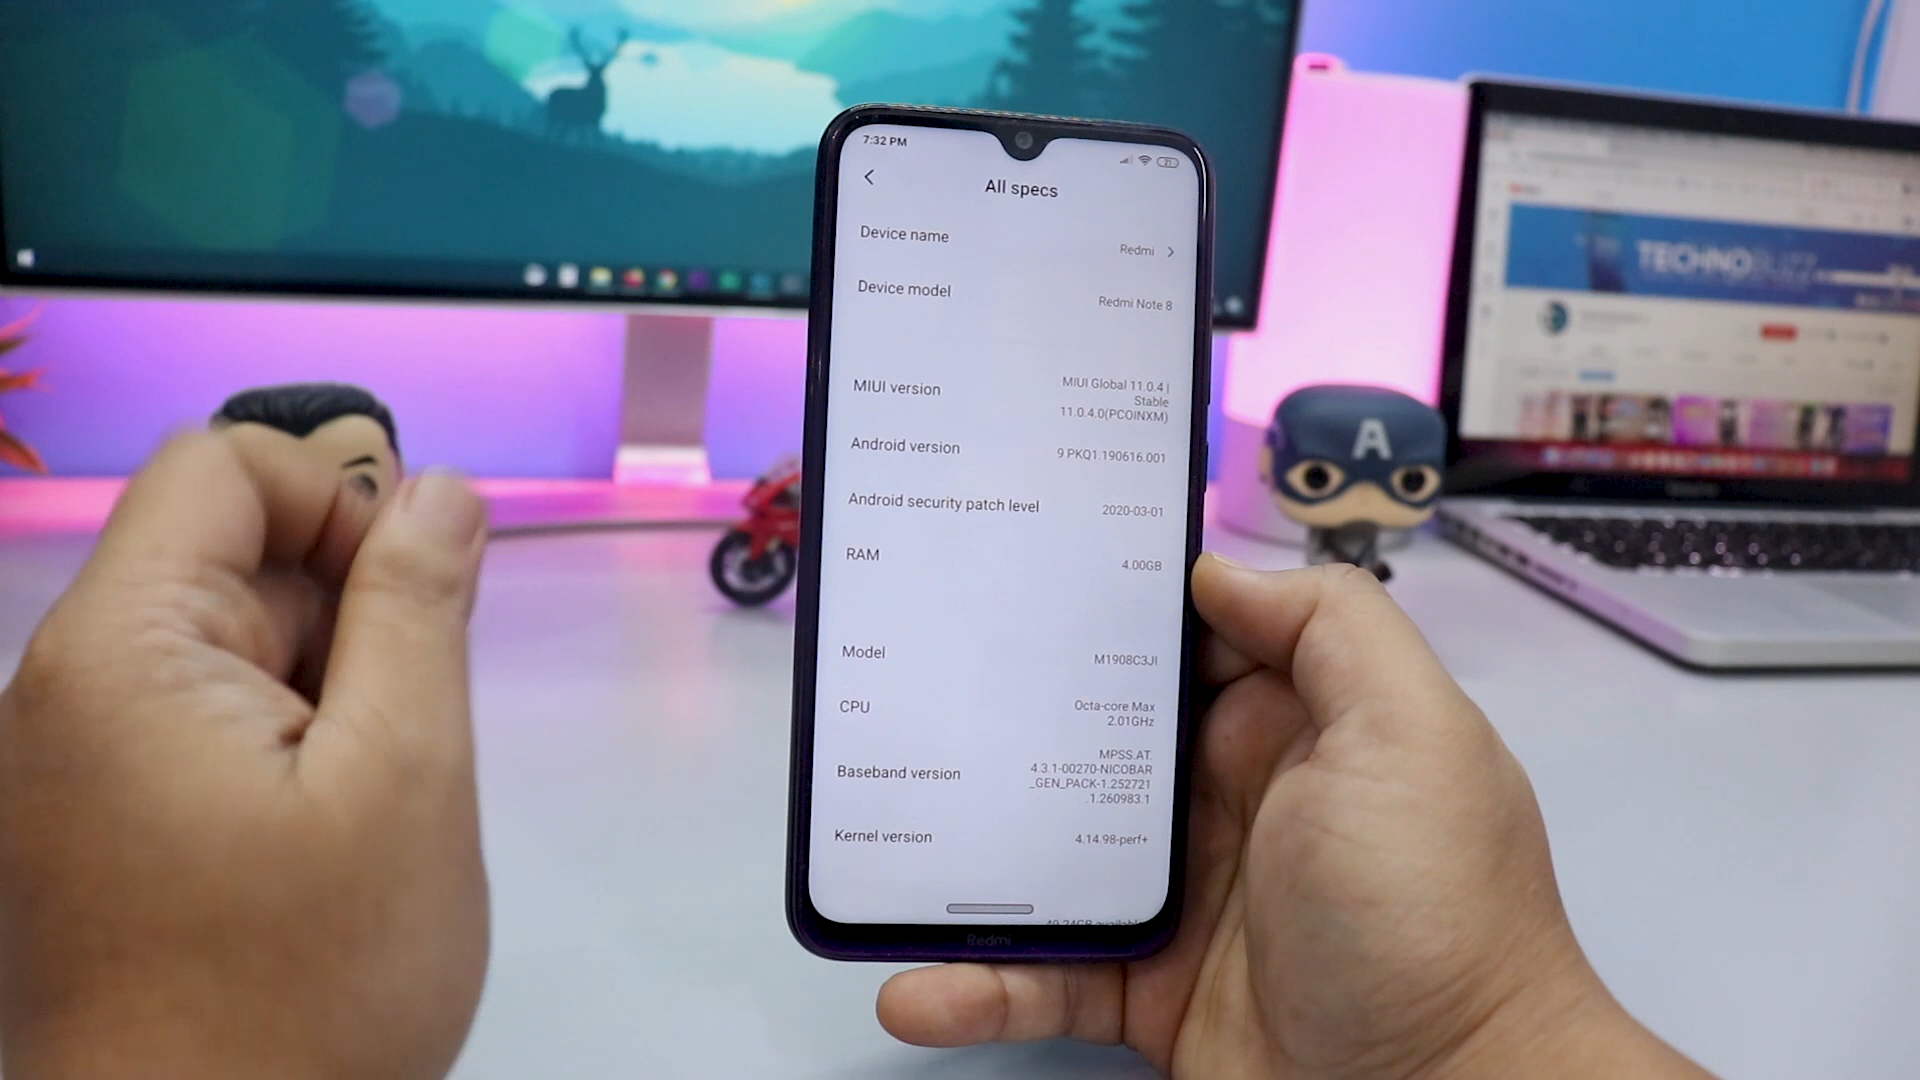 7:32 PM
21
All specs
Device name
Redmi
Device model
Redmi Note 8
MIUI version
MIUI Global 11.0.4 |
Stable
11.0.4.0(PCOINXM)
Android version
9 PKQ1.190616.001
Android security patch level
2020-03-01
RAM
4.00GB
Model
M1908C3JI
CPU
Octa-core Max
2.01GHz
Baseband version
MPSS.AT.
4.3.1-00270-NICOBAR
_GEN_PACK-1.252721
.1.260983.1
Kernel version
4.14.98-perf+
Redmi
A
TECHNOBUZZ